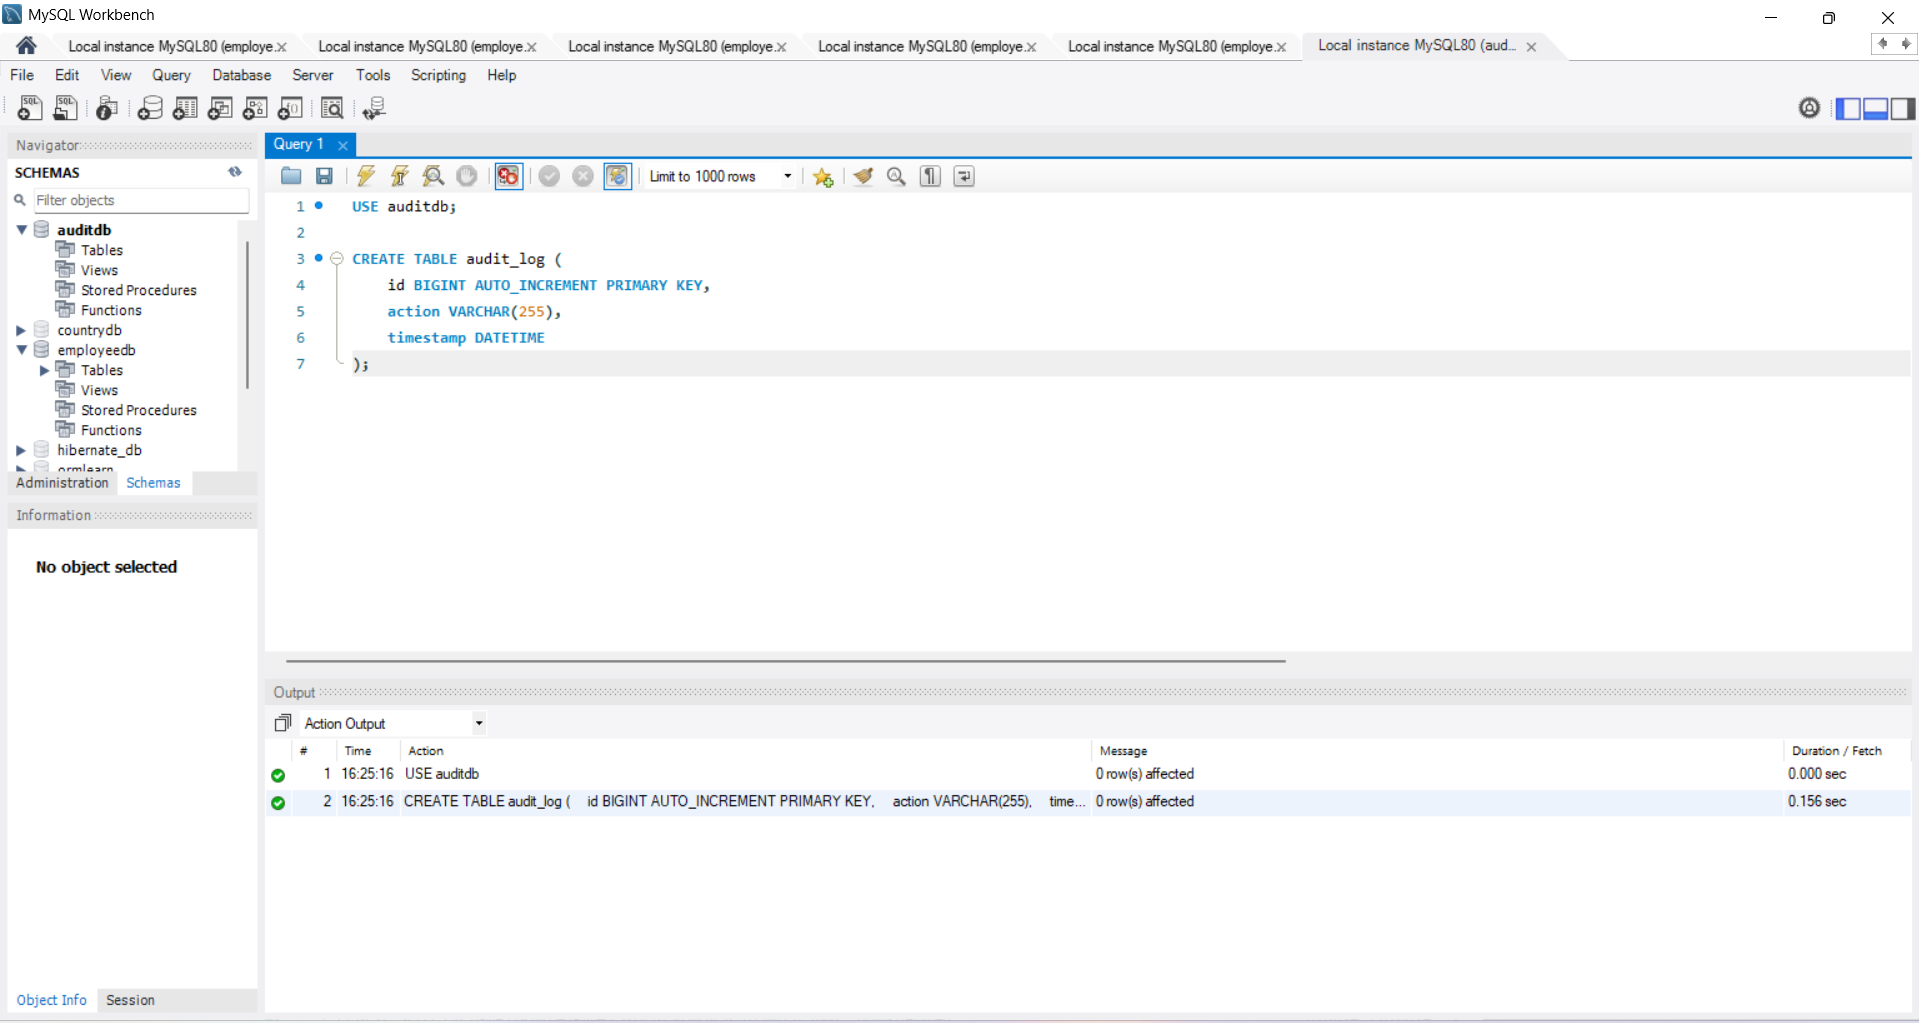 MySQL Workbench
Local instance MySQL80 (employe...
Local instance MySQL80 (employe...
Local instance MySQL80 (employe...
Local instance MySQL80 (employe...
Local instance MySQL80 (employe...
Local instance MySQL80 (aud...
File Edit View Query Database Server Tools Scripting Help
Navigator
SCHEMAS
Filter objects
auditdb
Tables
Views
Stored Procedures
Functions
countrydb
employeedb
Tables
Views
Stored Procedures
Functions
hibernate_db
ormlearn
Administration Schemas
Information
No object selected
Object Info Session
Query 1
Limit to 1000 rows
1 USE auditdb;
2
3 CREATE TABLE audit_log (
4 id BIGINT AUTO_INCREMENT PRIMARY KEY,
5 action VARCHAR(255),
6 timestamp DATETIME
7 );
Output
Action Output
# Time Action Message Duration / Fetch
1 16:25:16 USE auditdb 0 row(s) affected 0.000 sec
2 16:25:16 CREATE TABLE audit_log ( id BIGINT AUTO_INCREMENT PRIMARY KEY, action VARCHAR(255), time... 0 row(s) affected 0.156 sec